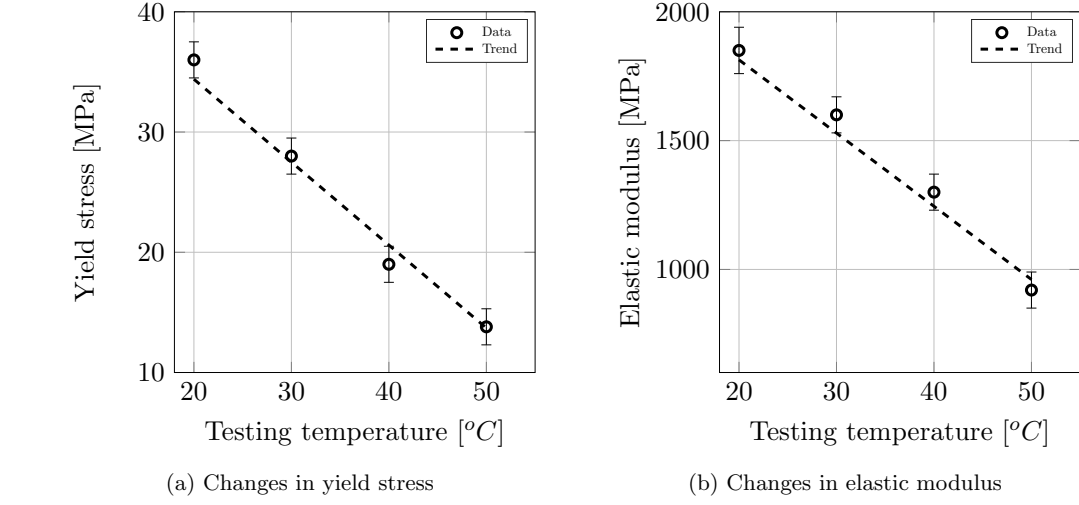 40
30
20
10
Yield stress [MPa]
Data
Trend
20 30 40 50
Testing temperature [°C]
(a) Changes in yield stress
2000
1500
1000
Elastic modulus [MPa]
Data
Trend
20 30 40 50
Testing temperature [°C]
(b) Changes in elastic modulus